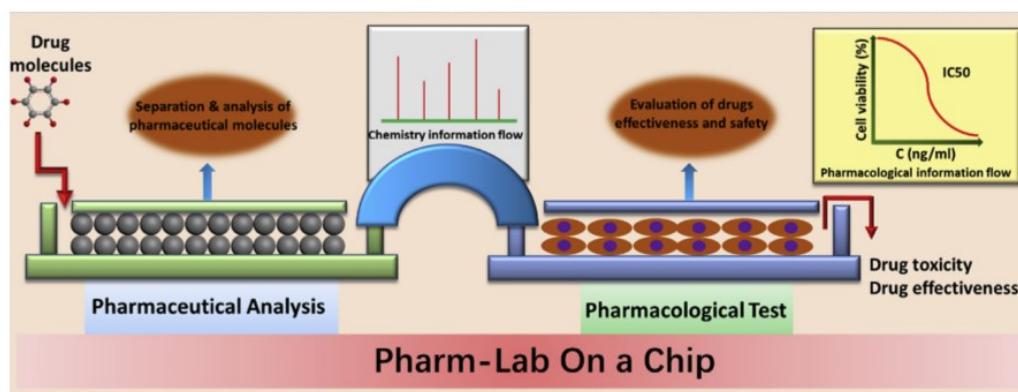 Drug
molecules
Separation & analysis of
pharmaceutical molecules
Chemistry information flow
Evaluation of drugs
effectiveness and safety
Cell viability (%)
IC50
C (ng/ml)
Pharmacological information flow
Drug toxicity
Drug effectiveness
Pharmaceutical Analysis
Pharmacological Test
Pharm-Lab On a Chip